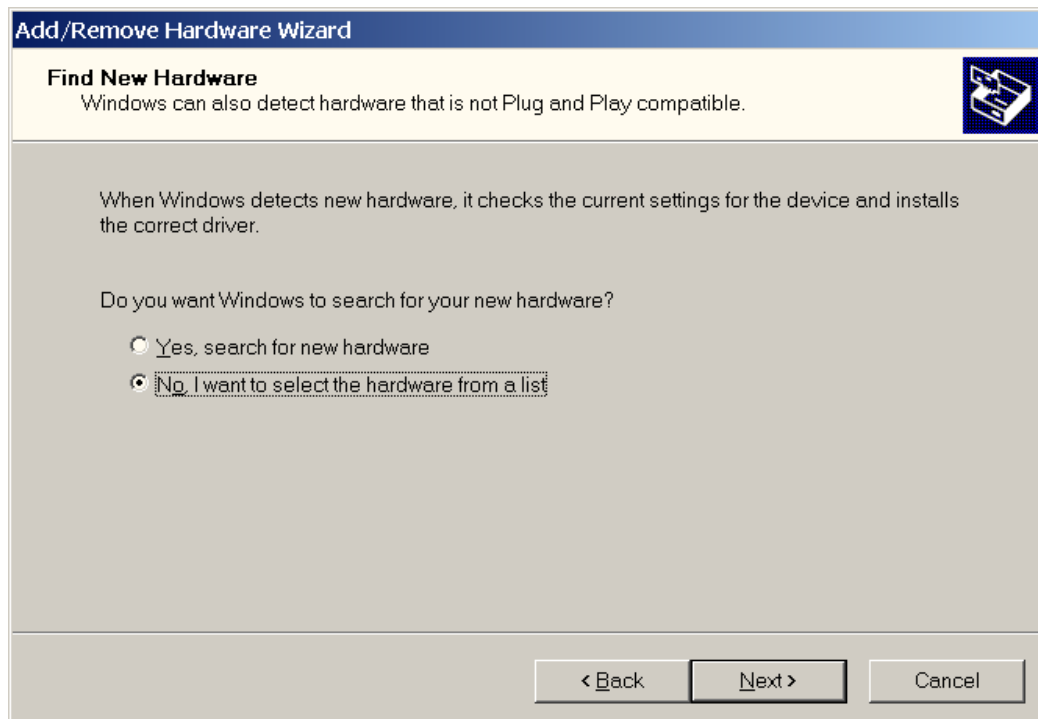 Add/Remove Hardware Wizard
Find New Hardware
Windows can also detect hardware that is not Plug and Play compatible.
When Windows detects new hardware, it checks the current settings for the device and installs
the correct driver.
Do you want Windows to search for your new hardware?
Yes, search for new hardware
No, I want to select the hardware from a list
< Back Next > Cancel